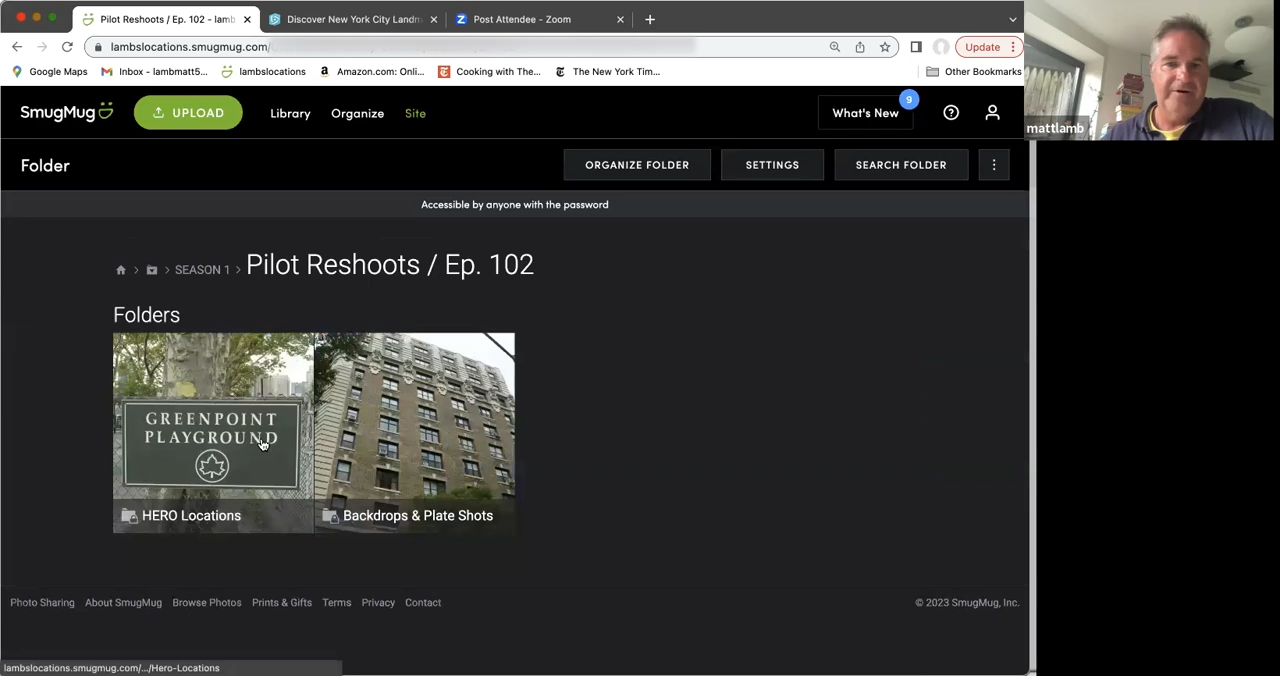 Pilot Reshoots / Ep. 102 - lamb
Discover New York City Landm
Post Attendee - Zoom
lambslocations.smugmug.com/
Update
Google Maps
Inbox - lambmatt5...
lambslocations
Amazon.com: Onli...
Cooking with The...
The New York Tim...
Other Bookmarks
mattlamb
SmugMug
UPLOAD
Library
Organize
Site
What's New
9
Folder
ORGANIZE FOLDER
SETTINGS
SEARCH FOLDER
Accessible by anyone with the password
SEASON 1
Pilot Reshoots / Ep. 102
Folders
GREENPOINT
PLAYGROUND
HERO Locations
Backdrops & Plate Shots
Photo Sharing
About SmugMug
Browse Photos
Prints & Gifts
Terms
Privacy
Contact
© 2023 SmugMug, Inc.
lambslocations.smugmug.com/.../Hero-Locations